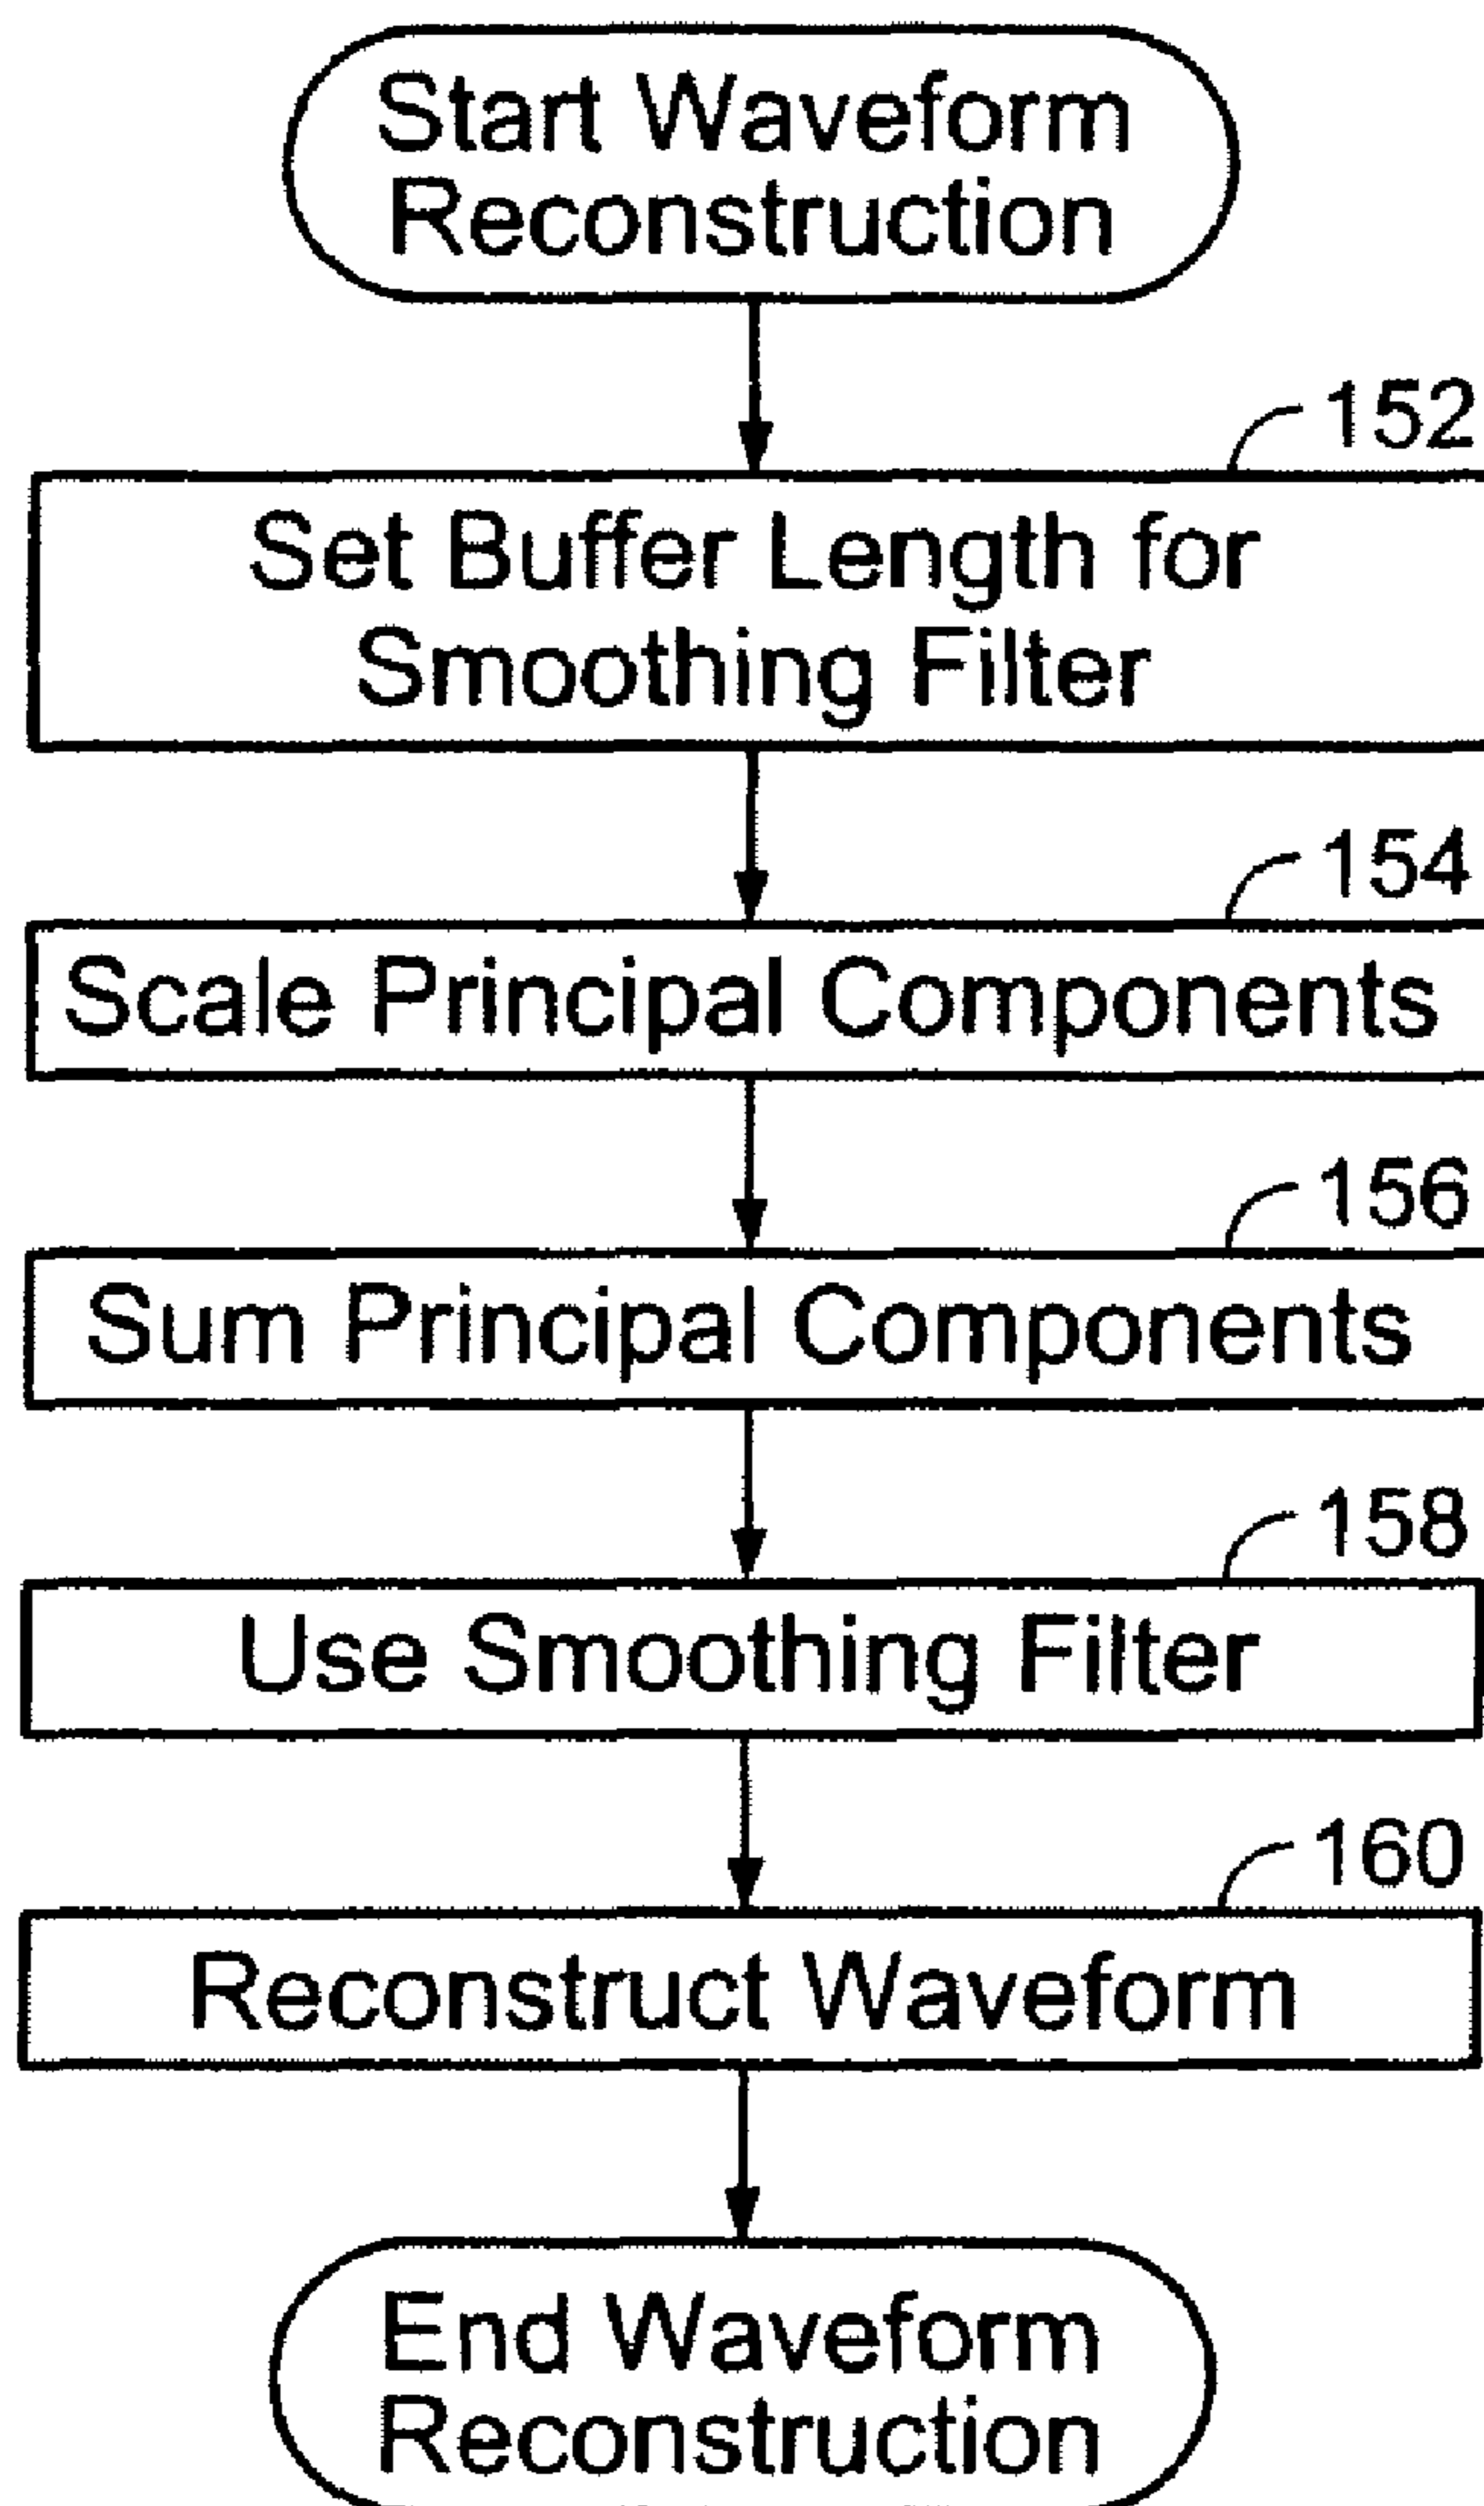 Start Waveform
Reconstruction
152
Set Buffer Length for
Smoothing Filter
154
Scale Principal Components
156
Sum Principal Components
158
Use Smoothing Filter
160
Reconstruct Waveform
End Waveform
Reconstruction